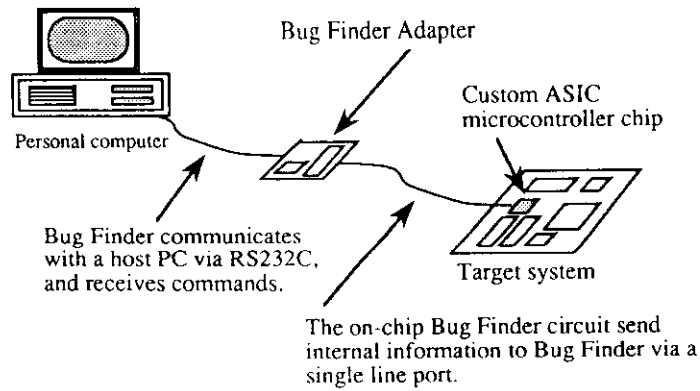 Bug Finder Adapter
Custom ASIC
microcontroller chip
Personal computer
Bug Finder communicates
with a host PC via RS232C,
and receives commands.
Target system
The on-chip Bug Finder circuit send
internal information to Bug Finder via a
single line port.